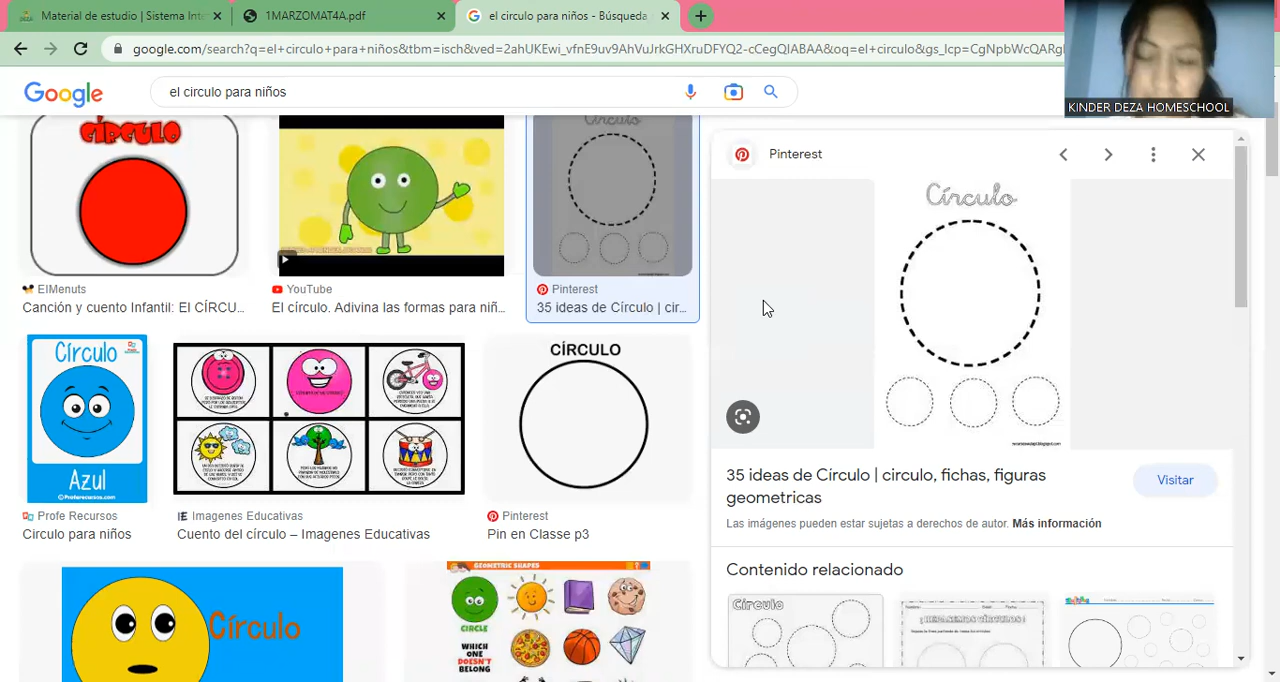 Material de estudio | Sistema Inte
1MARZOMAT4A.pdf
el circulo para niños - Búsqueda
google.com/search?q=el+circulo+para+niños&tbm=isch&ved=2ahUKEwi_vfnE9uv9AhVuJrkGHXruDFYQ2-cCegQIABAA&oq=el+circulo&gs_lcp=CgNpbWcQARg
KINDER DEZA HOMESCHOOL
Google
el circulo para niños
CÍRCULO
Círculo
Pinterest
Círculo
ElMenuts
Canción y cuento Infantil: El CÍRCU...
YouTube
El círculo. Adivina las formas para niñ...
Pinterest
35 ideas de Círculo | cir...
Círculo
Azul
© Proferecursos.com
CÍRCULO
Profe Recursos
Circulo para niños
Imagenes Educativas
Cuento del círculo – Imagenes Educativas
Pinterest
Pin en Classe p3
35 ideas de Circulo | circulo, fichas, figuras
geometricas
Visitar
Las imágenes pueden estar sujetas a derechos de autor. Más información
Contenido relacionado
Círculo
¡REPASEMOS CÍRCULOS!
Círculo
GEOMETRIC SHAPES
CIRCLE
WHICH
ONE
DOESN'T
BELONG